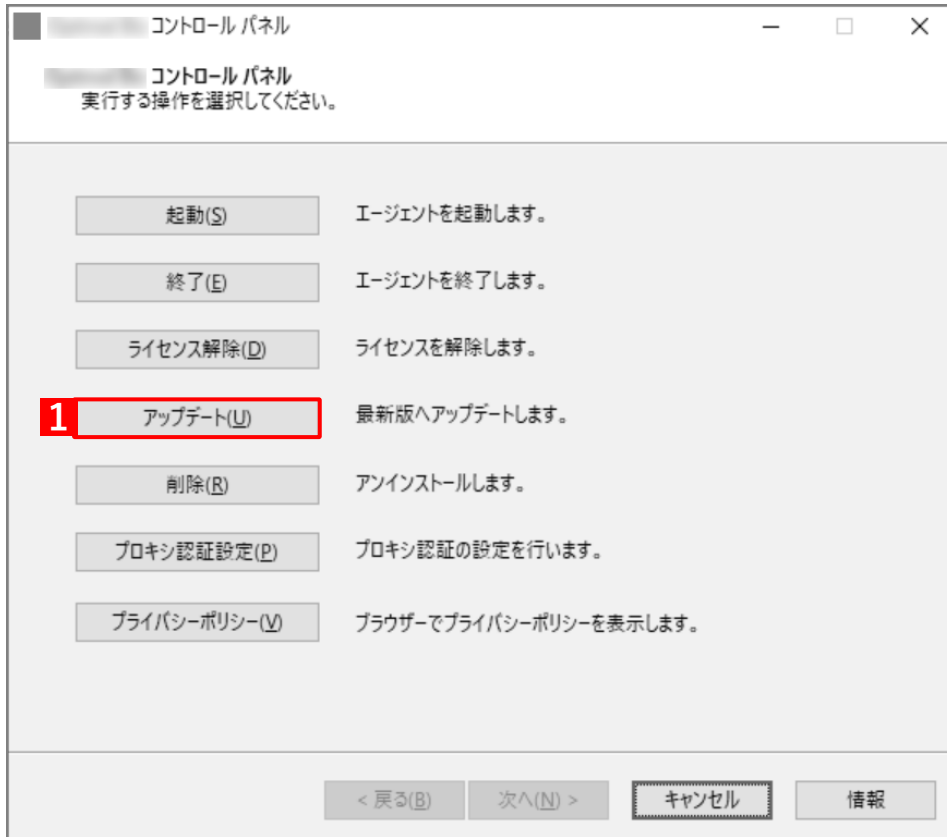 コントロール パネル
コントロール パネル
実行する操作を選択してください。
起動(S) エージェントを起動します。
終了(E) エージェントを終了します。
ライセンス解除(D) ライセンスを解除します。
1 アップデート(U) 最新版へアップデートします。
削除(R) アンインストールします。
プロキシ認証設定(P) プロキシ認証の設定を行います。
プライバシーポリシー(V) ブラウザーでプライバシーポリシーを表示します。
< 戻る(B) 次へ(N) > キャンセル 情報